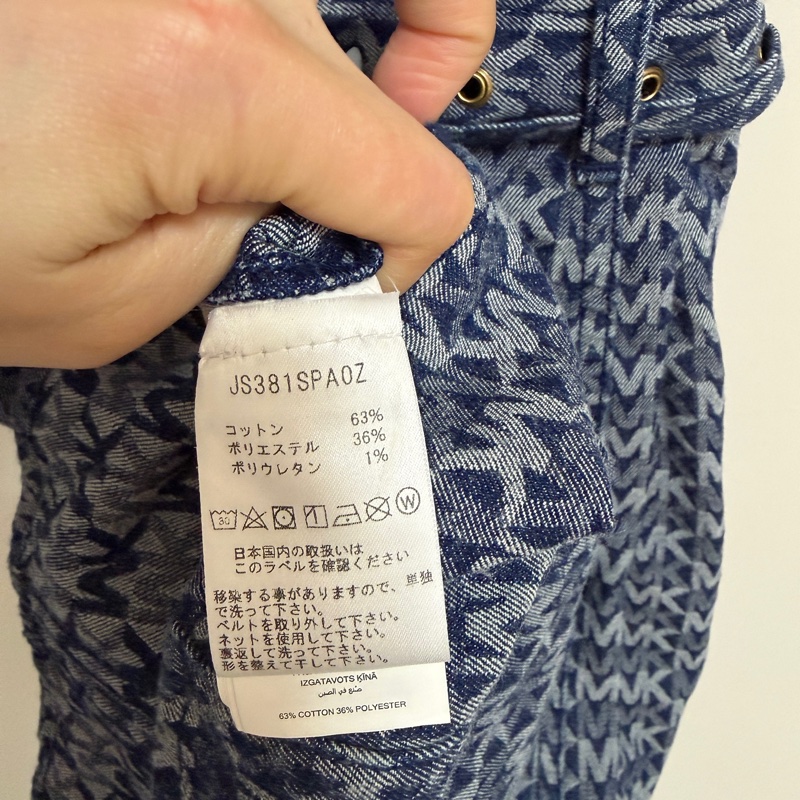 JS381SPA0Z
コットン 63%
ポリエステル 36%
ポリウレタン 1%
30 W
日本国内の取扱いは
このラベルを確認ください
移染する事がありますので、単独
で洗って下さい。
ベルトを取り外して下さい。
ネットを使用して下さい。
裏返して洗って下さい。
形を整えて干して下さい。
IZGATAVOTS ĶĪNĀ
صنع في الصين
63% COTTON 36% POLYESTER